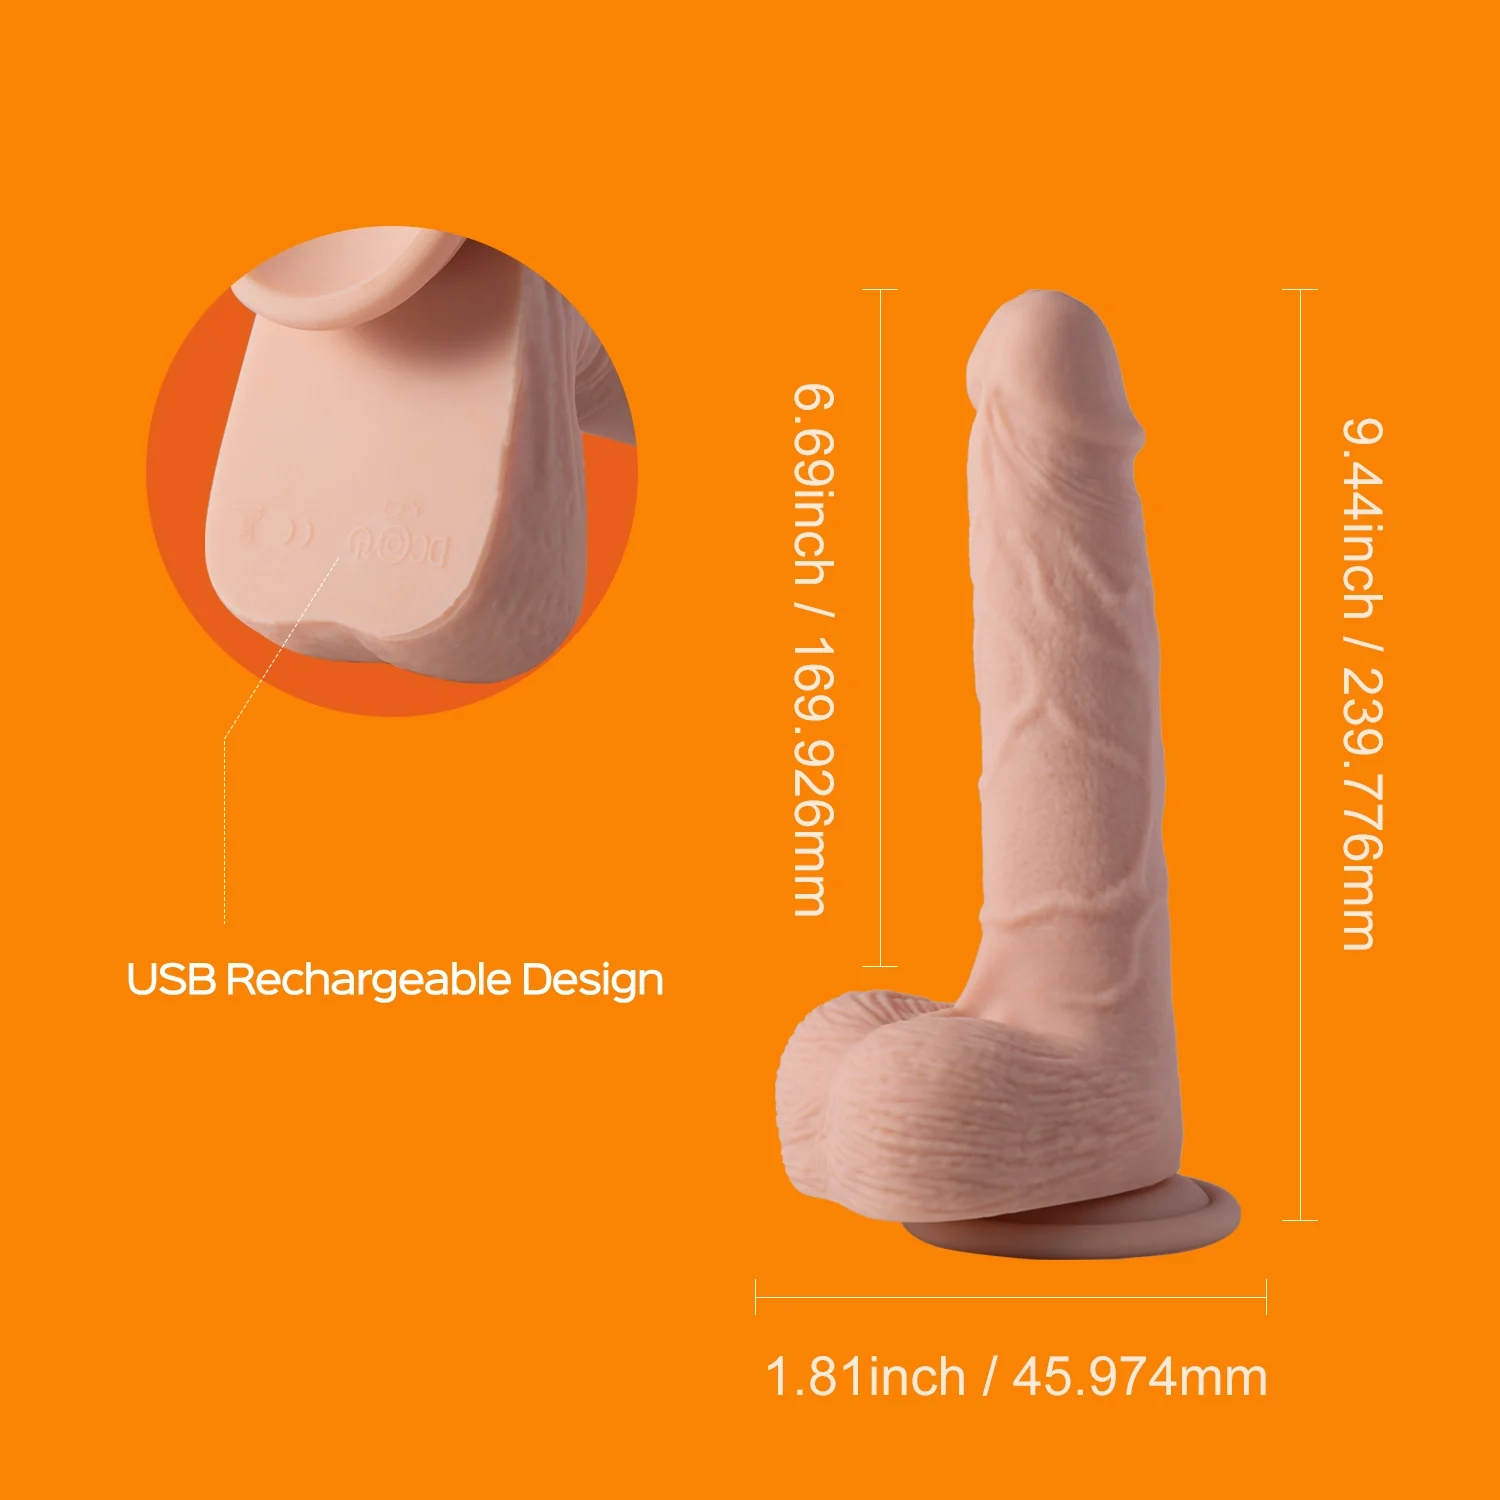 USB Rechargeable Design
6.69inch / 169.926mm
9.44inch / 239.776mm
1.81inch / 45.974mm